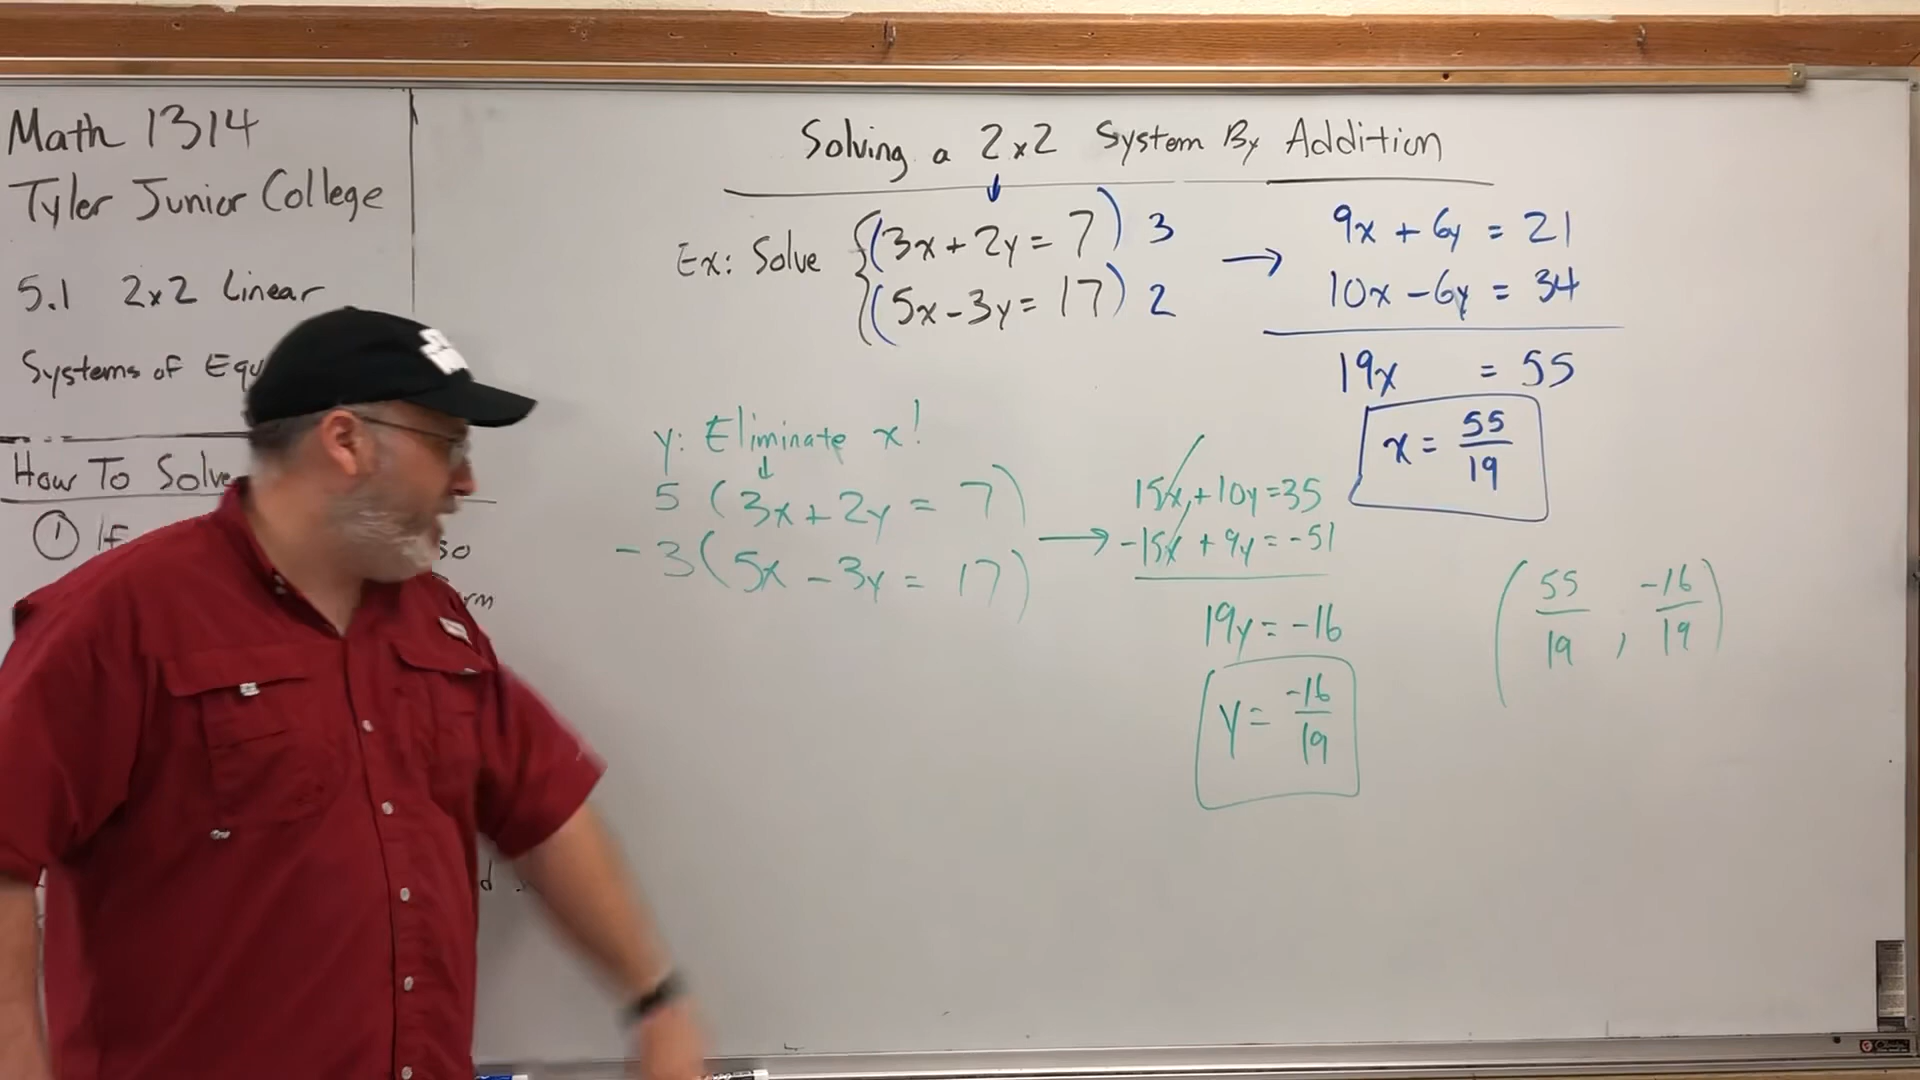 Math 1314
Tyler Junior College
5.1 2x2 Linear
Systems of Equ
How To Solve
① If
so
rm
d
Solving a 2x2 System By Addition
Ex: Solve {(3x+2y=7) 3
{(5x-3y=17) 2
→ 9x + 6y = 21
10x - 6y = 34
19x = 55
x = 55/19
y: Eliminate x!
5 (3x + 2y = 7)
-3(5x - 3y = 17)
→ 15x + 10y = 35
-15x + 9y = -51
19y = -16
y = -16/19
(55/19, -16/19)